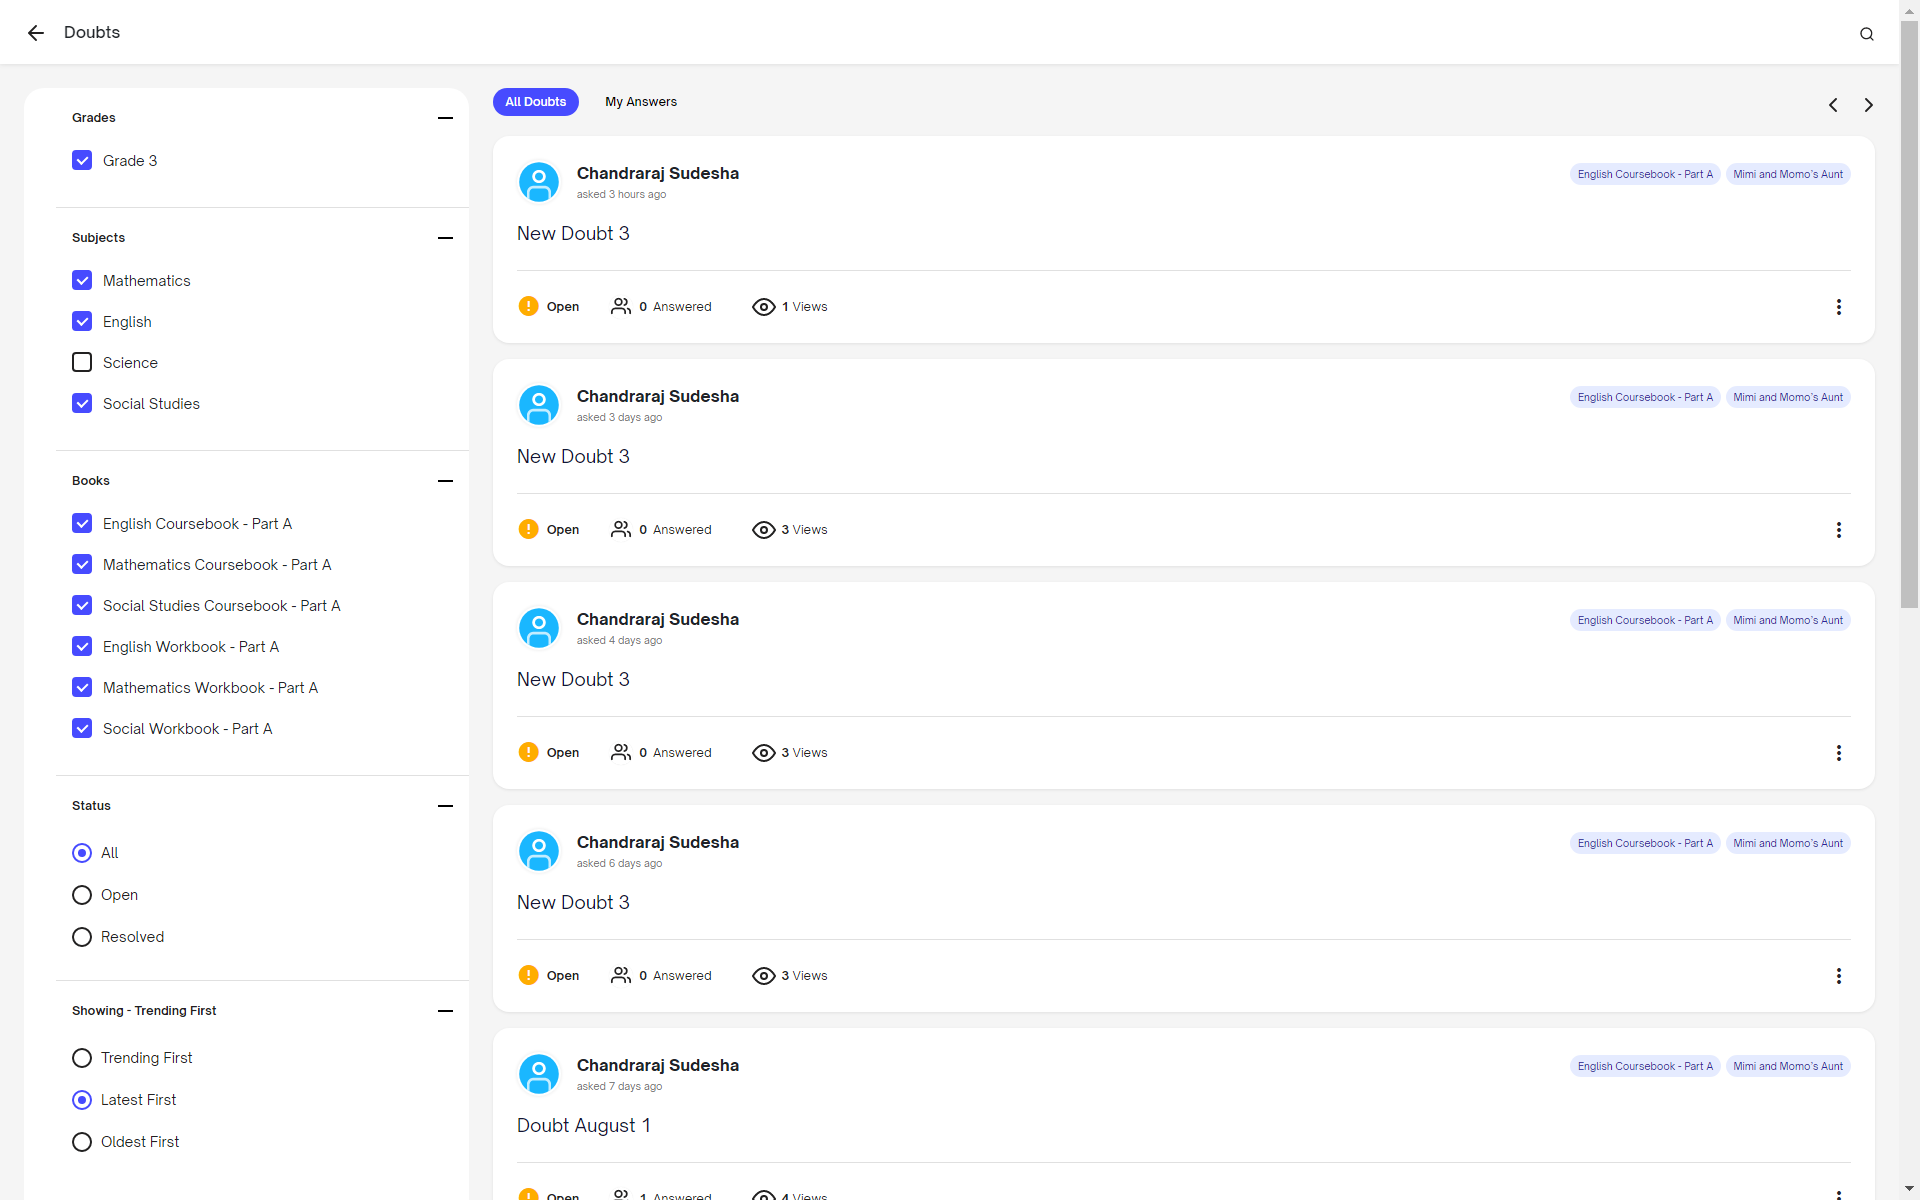 Doubts
Grades
Grade 3
Subjects
Mathematics
English
Science
Social Studies
Books
English Coursebook - Part A
Mathematics Coursebook - Part A
Social Studies Coursebook - Part A
English Workbook - Part A
Mathematics Workbook - Part A
Social Workbook - Part A
Status
All
Open
Resolved
Showing - Trending First
Trending First
Latest First
Oldest First
All Doubts My Answers
Chandraraj Sudesha
asked 3 hours ago
English Coursebook - Part A Mimi and Momo's Aunt
New Doubt 3
Open 0 Answered 1 Views
Chandraraj Sudesha
asked 3 days ago
English Coursebook - Part A Mimi and Momo's Aunt
New Doubt 3
Open 0 Answered 3 Views
Chandraraj Sudesha
asked 4 days ago
English Coursebook - Part A Mimi and Momo's Aunt
New Doubt 3
Open 0 Answered 3 Views
Chandraraj Sudesha
asked 6 days ago
English Coursebook - Part A Mimi and Momo's Aunt
New Doubt 3
Open 0 Answered 3 Views
Chandraraj Sudesha
asked 7 days ago
English Coursebook - Part A Mimi and Momo's Aunt
Doubt August 1
Open 1 Answered 4 Views